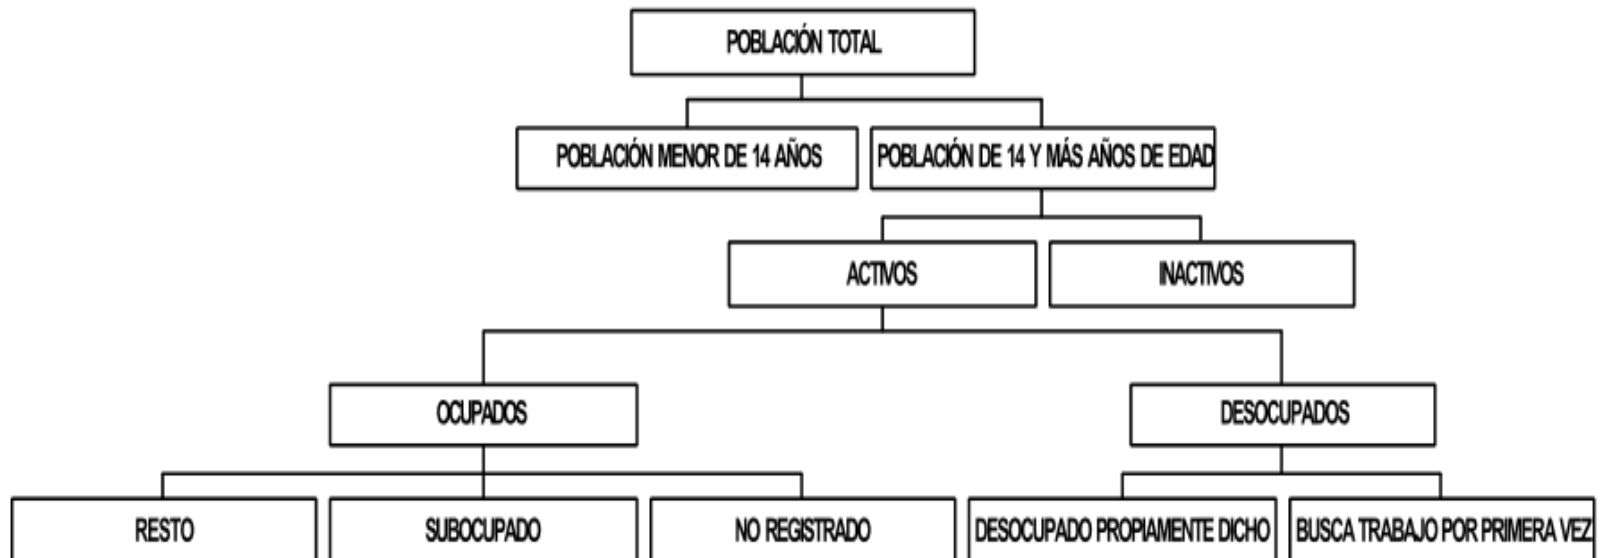 POBLACIÓN TOTAL
POBLACIÓN MENOR DE 14 AÑOS
POBLACIÓN DE 14 Y MÁS AÑOS DE EDAD
ACTIVOS
INACTIVOS
OCUPADOS
DESOCUPADOS
RESTO
SUBOCUPADO
NO REGISTRADO
DESOCUPADO PROPIAMENTE DICHO
BUSCA TRABAJO POR PRIMERA VEZ